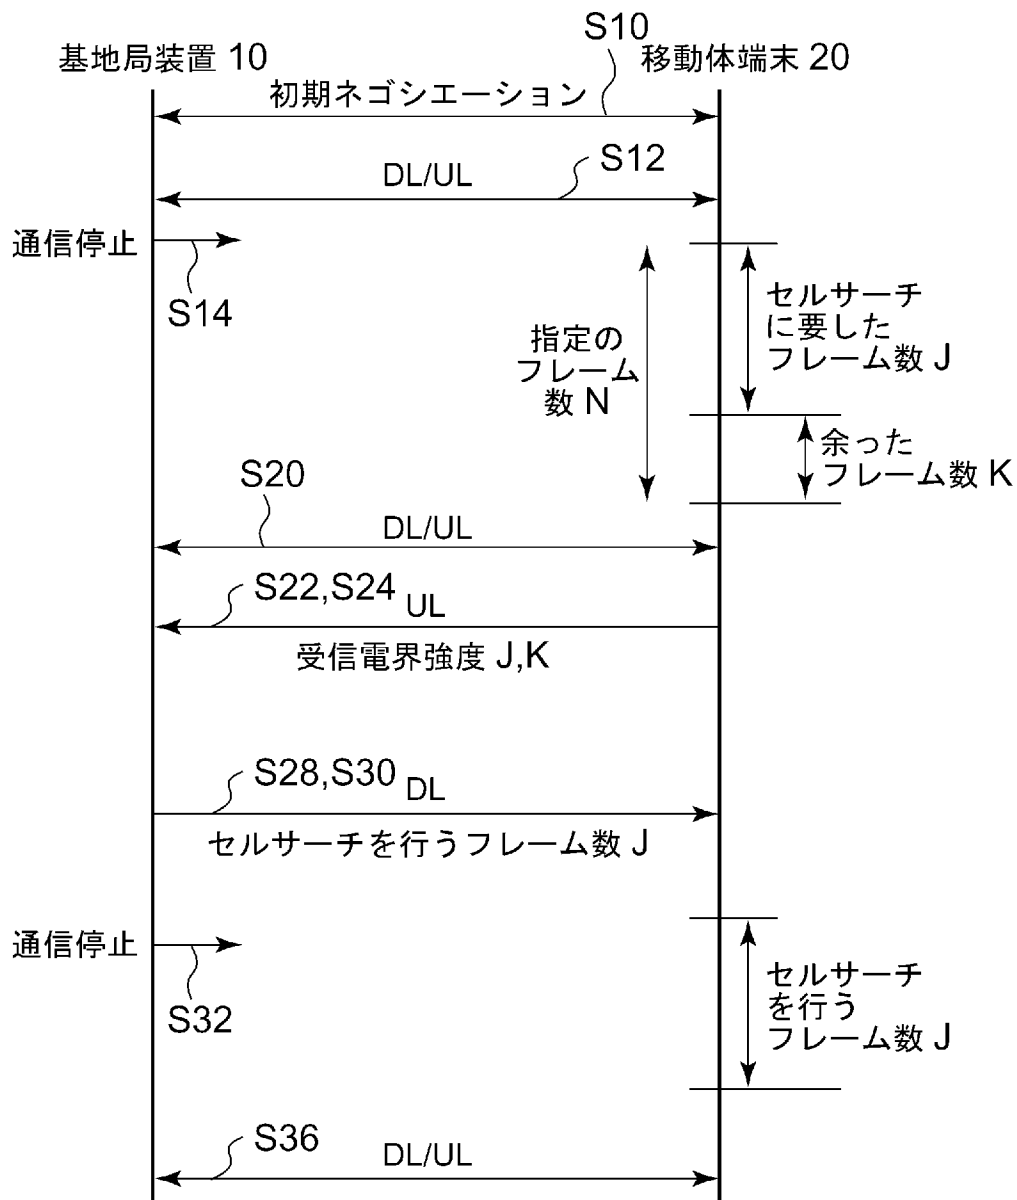 S10
基地局装置 10
移動体端末 20
初期ネゴシエーション
S12
DL/UL
通信停止
S14
セルサーチ
に要した
フレーム数 J
指定の
フレーム
数 N
余った
フレーム数 K
S20
DL/UL
S22,S24
UL
受信電界強度 J,K
S28,S30
DL
セルサーチを行うフレーム数 J
通信停止
S32
セルサーチ
を行う
フレーム数 J
S36
DL/UL